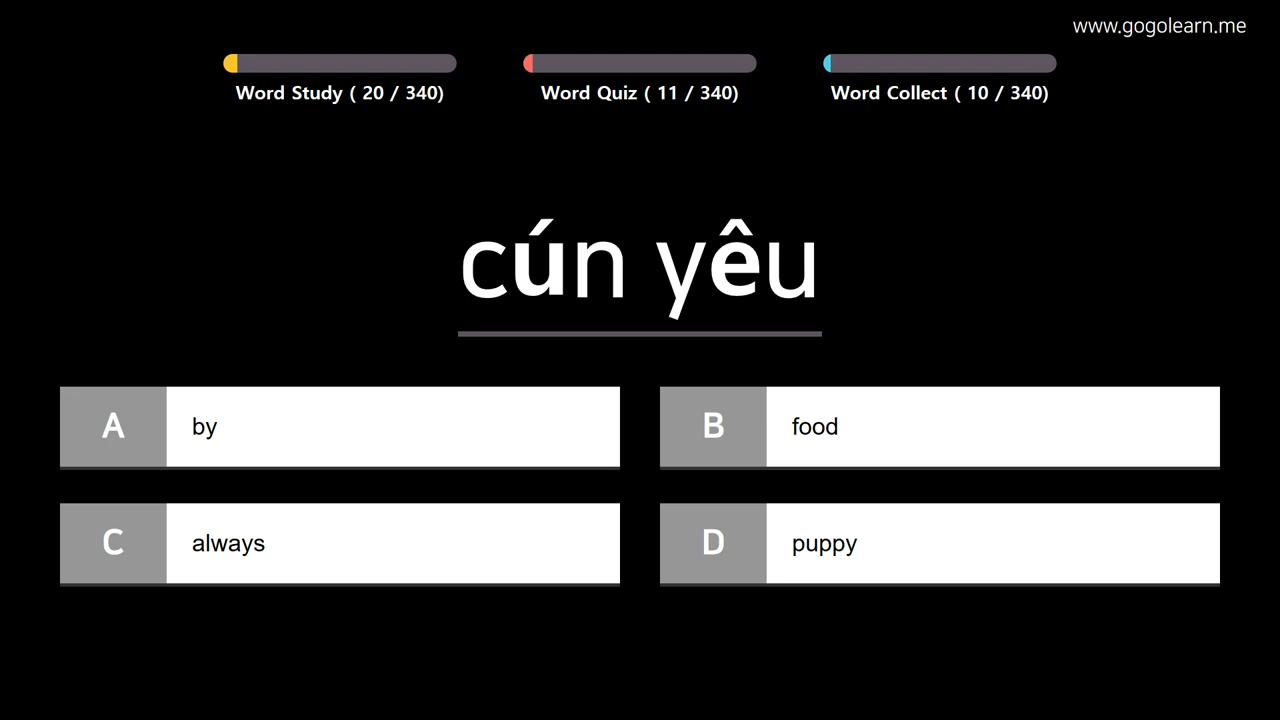 www.gogolearn.me
Word Study ( 20 / 340)
Word Quiz ( 11 / 340)
Word Collect ( 10 / 340)
cún yêu
A by
B food
C always
D puppy